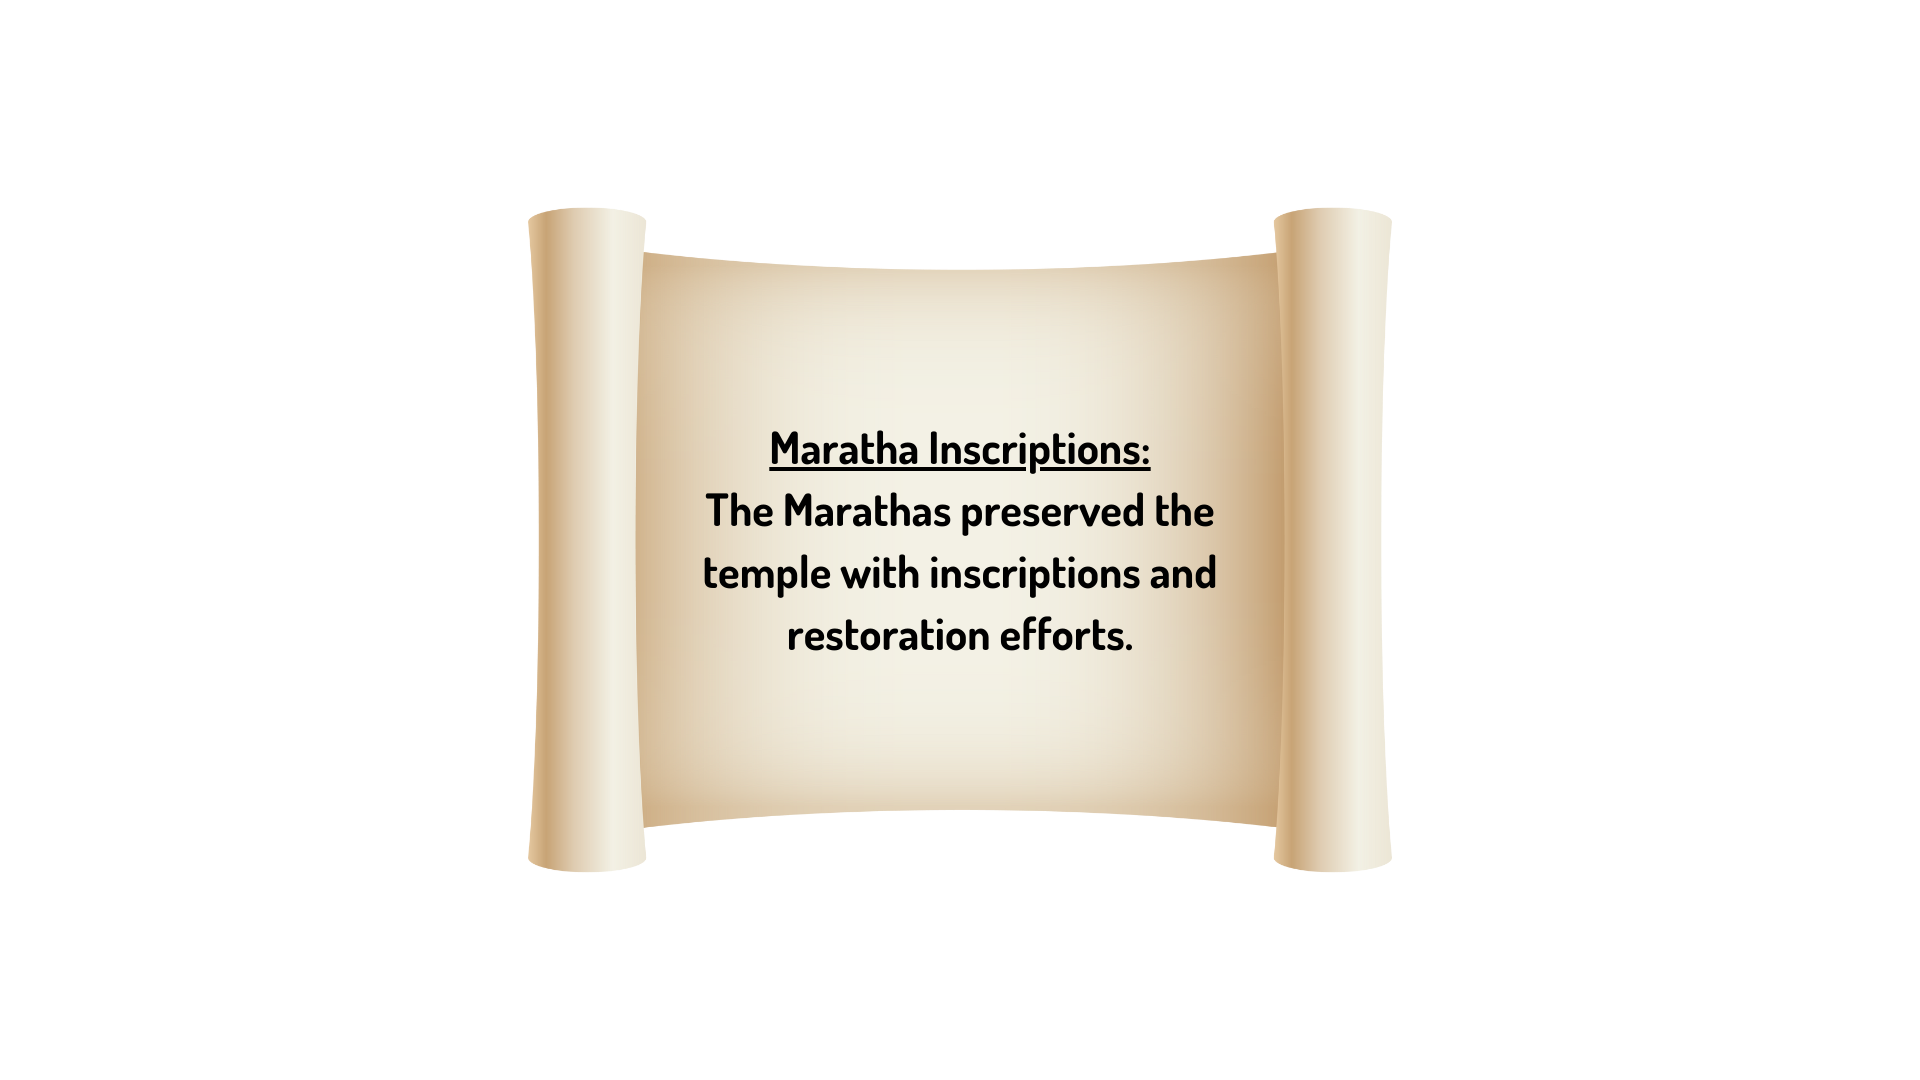 Maratha Inscriptions:
The Marathas preserved the
temple with inscriptions and
restoration efforts.